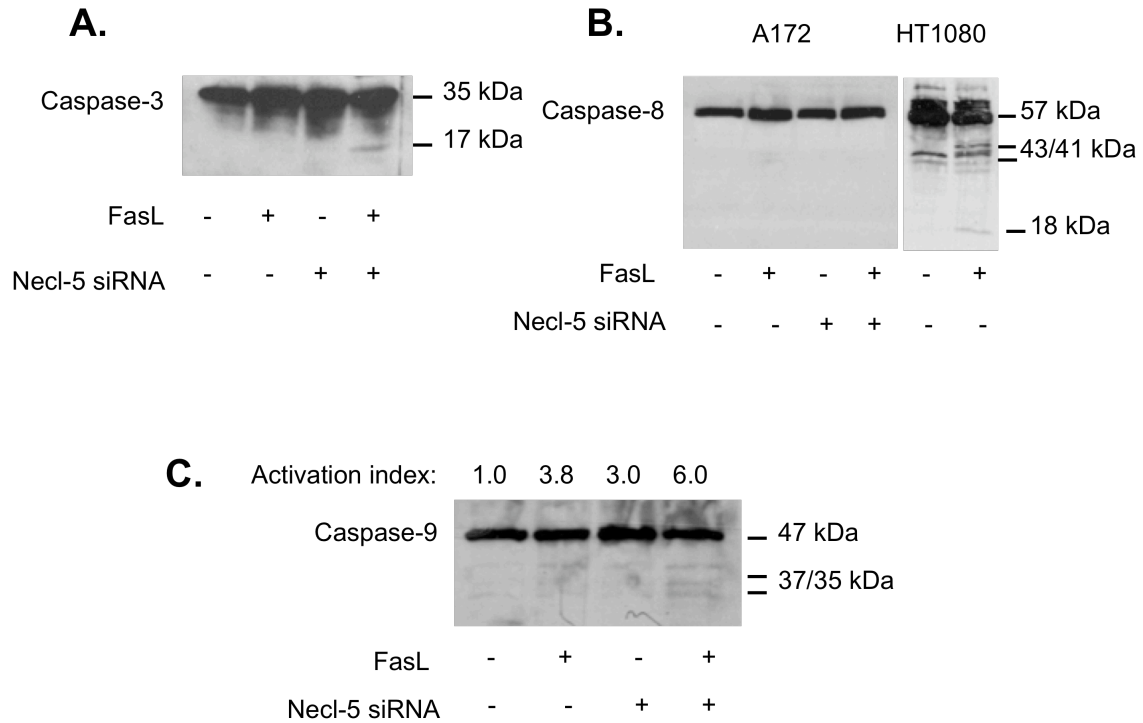 A.
Caspase-3
35 kDa
17 kDa
FasL - + - +
Necl-5 siRNA - - + +
B.
A172 HT1080
Caspase-8
57 kDa
43/41 kDa
18 kDa
FasL - + - + - +
Necl-5 siRNA - - + + - -
C.
Activation index: 1.0 3.8 3.0 6.0
Caspase-9
47 kDa
37/35 kDa
FasL - + - +
Necl-5 siRNA - - + +